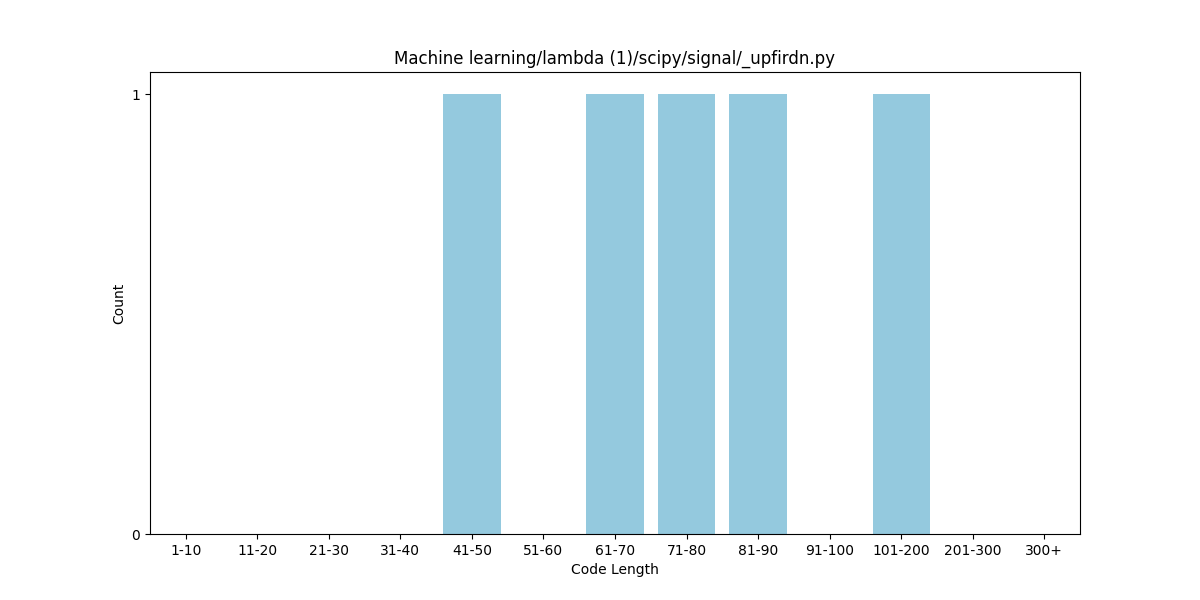 Machine learning/lambda (1)/scipy/signal/_upfirdn.py
1
Count
0
1-10 11-20 21-30 31-40 41-50 51-60 61-70 71-80 81-90 91-100 101-200 201-300 300+
Code Length